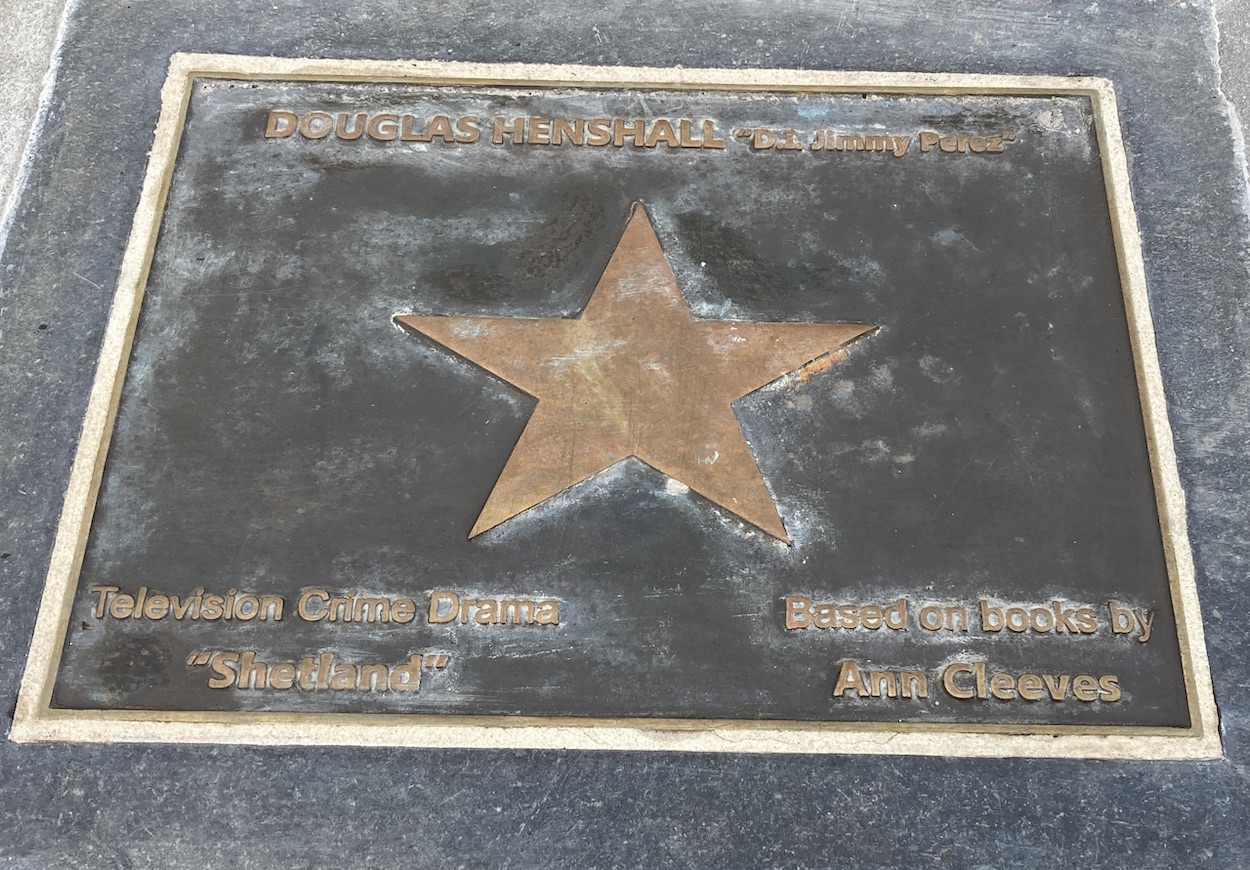 DOUGLAS HENSHALL “D.I. Jimmy Perez”
Television Crime Drama
“Shetland”
Based on books by
Ann Cleeves